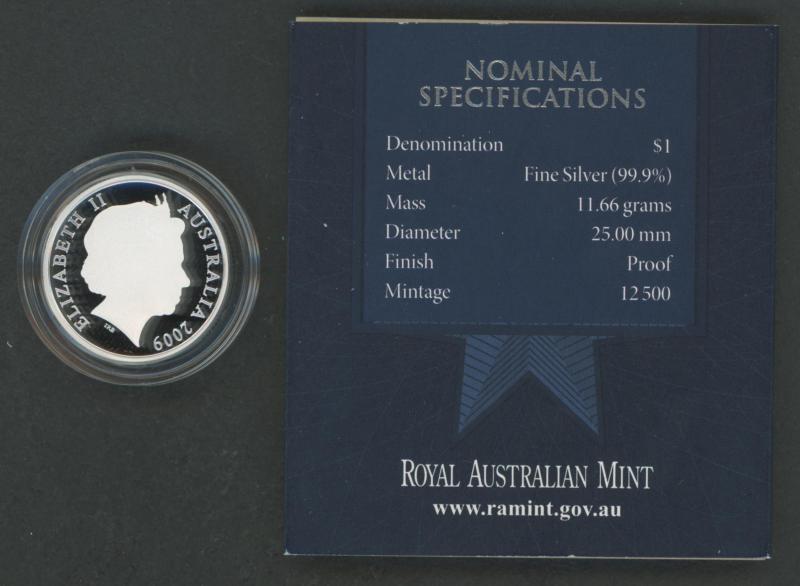 ELIZABETH II AUSTRALIA 2009
IRB
NOMINAL
SPECIFICATIONS
Denomination $1
Metal Fine Silver (99.9%)
Mass 11.66 grams
Diameter 25.00 mm
Finish Proof
Mintage 12 500
ROYAL AUSTRALIAN MINT
www.ramint.gov.au